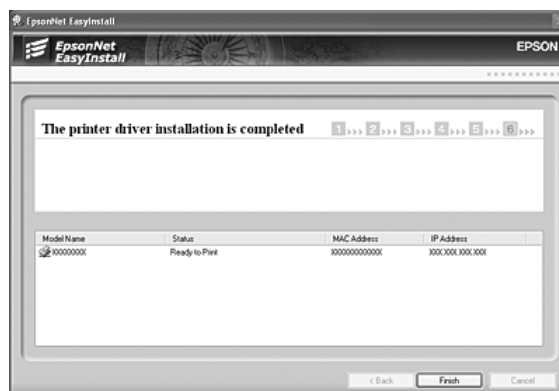 EpsonNet EasyInstall
EpsonNet
EasyInstall
EPSON
The printer driver installation is completed 1 2 3 4 5 6
Model Name Status MAC Address IP Address
XXXXXXXX Ready to Print XXXXXXXXXXXX XXX.XXX.XXX.XXX
< Back Finish Cancel